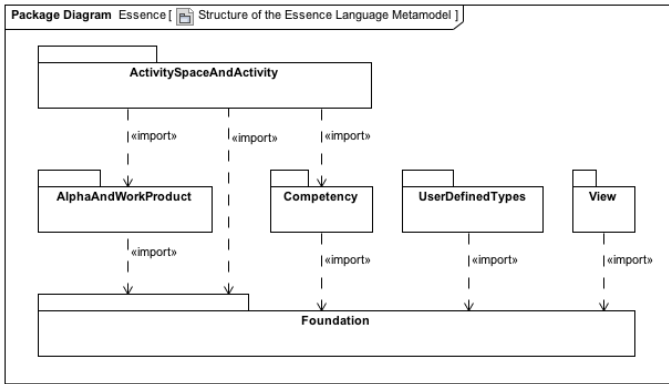 Package Diagram Essence [ Structure of the Essence Language Metamodel ]
ActivitySpaceAndActivity
«import» «import» «import»
AlphaAndWorkProduct Competency UserDefinedTypes View
«import» «import» «import» «import»
Foundation